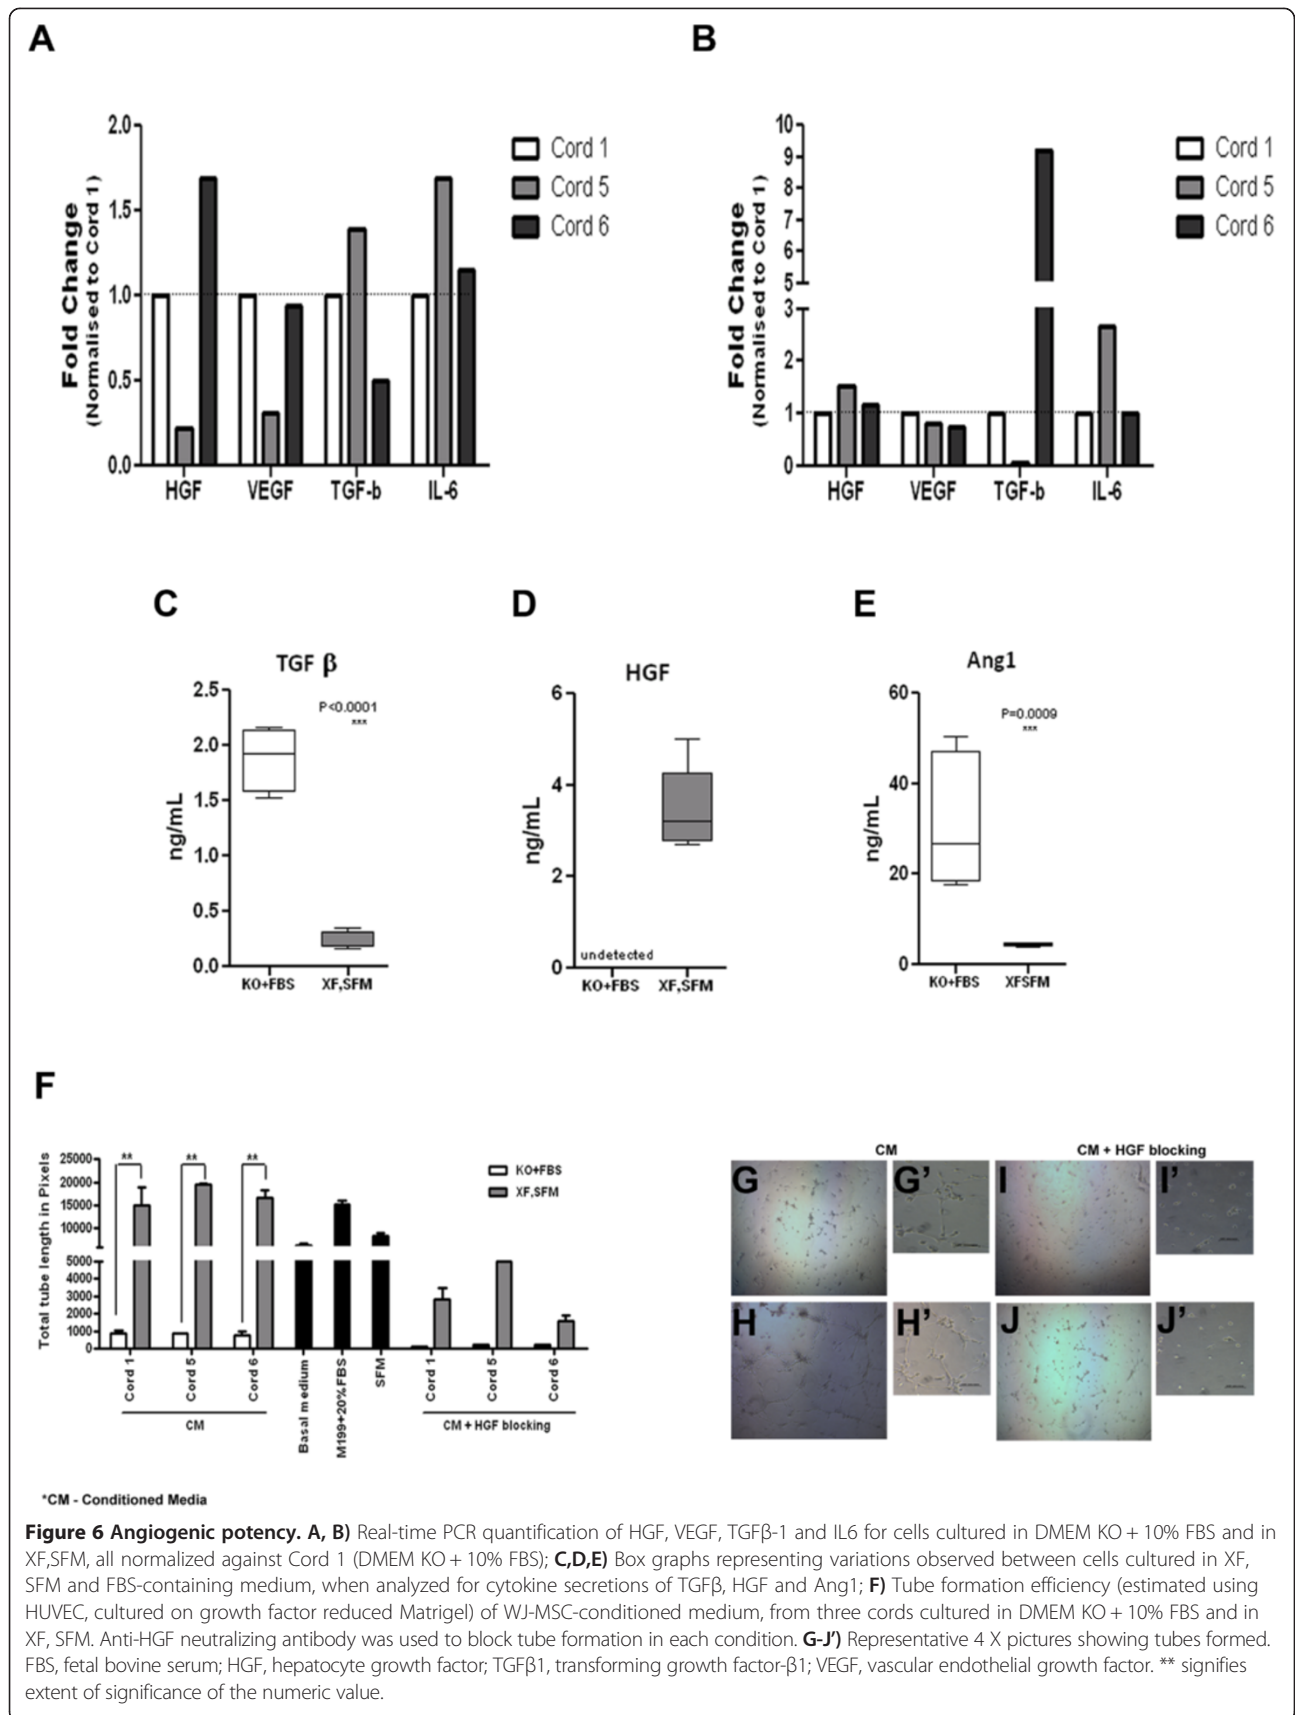 A
B
2.0
1.5
1.0
0.5
0.0
Fold Change
(Normalised to Cord 1)
HGF
VEGF
TGF-b
IL-6
Cord 1
Cord 5
Cord 6
10
9
8
7
6
5
3
2
1
0
Fold Change
(Normalised to Cord 1)
HGF
VEGF
TGF-b
IL-6
Cord 1
Cord 5
Cord 6
C
TGF β
P<0.0001
***
2.5
2.0
1.5
1.0
0.5
0.0
ng/mL
KO+FBS
XF,SFM
D
HGF
6
4
2
0
ng/mL
undetected
KO+FBS
XF,SFM
E
Ang1
P=0.0009
***
60
40
20
0
ng/mL
KO+FBS
XFSFM
F
25000
20000
15000
10000
5000
4000
3000
2000
1000
0
Total tube length in Pixels
**
**
**
KO+FBS
XF,SFM
Cord 1
Cord 5
Cord 6
Basal medium
M199+20%FBS
SFM
Cord 1
Cord 5
Cord 6
CM
CM + HGF blocking
*CM - Conditioned Media
CM
CM + HGF blocking
G
G'
I
I'
H
H'
J
J'
Figure 6 Angiogenic potency. A, B) Real-time PCR quantification of HGF, VEGF, TGFβ-1 and IL6 for cells cultured in DMEM KO + 10% FBS and in
XF,SFM, all normalized against Cord 1 (DMEM KO + 10% FBS); C,D,E) Box graphs representing variations observed between cells cultured in XF,
SFM and FBS-containing medium, when analyzed for cytokine secretions of TGFβ, HGF and Ang1; F) Tube formation efficiency (estimated using
HUVEC, cultured on growth factor reduced Matrigel) of WJ-MSC-conditioned medium, from three cords cultured in DMEM KO + 10% FBS and in
XF, SFM. Anti-HGF neutralizing antibody was used to block tube formation in each condition. G-J') Representative 4 X pictures showing tubes formed.
FBS, fetal bovine serum; HGF, hepatocyte growth factor; TGFβ1, transforming growth factor-β1; VEGF, vascular endothelial growth factor. ** signifies
extent of significance of the numeric value.